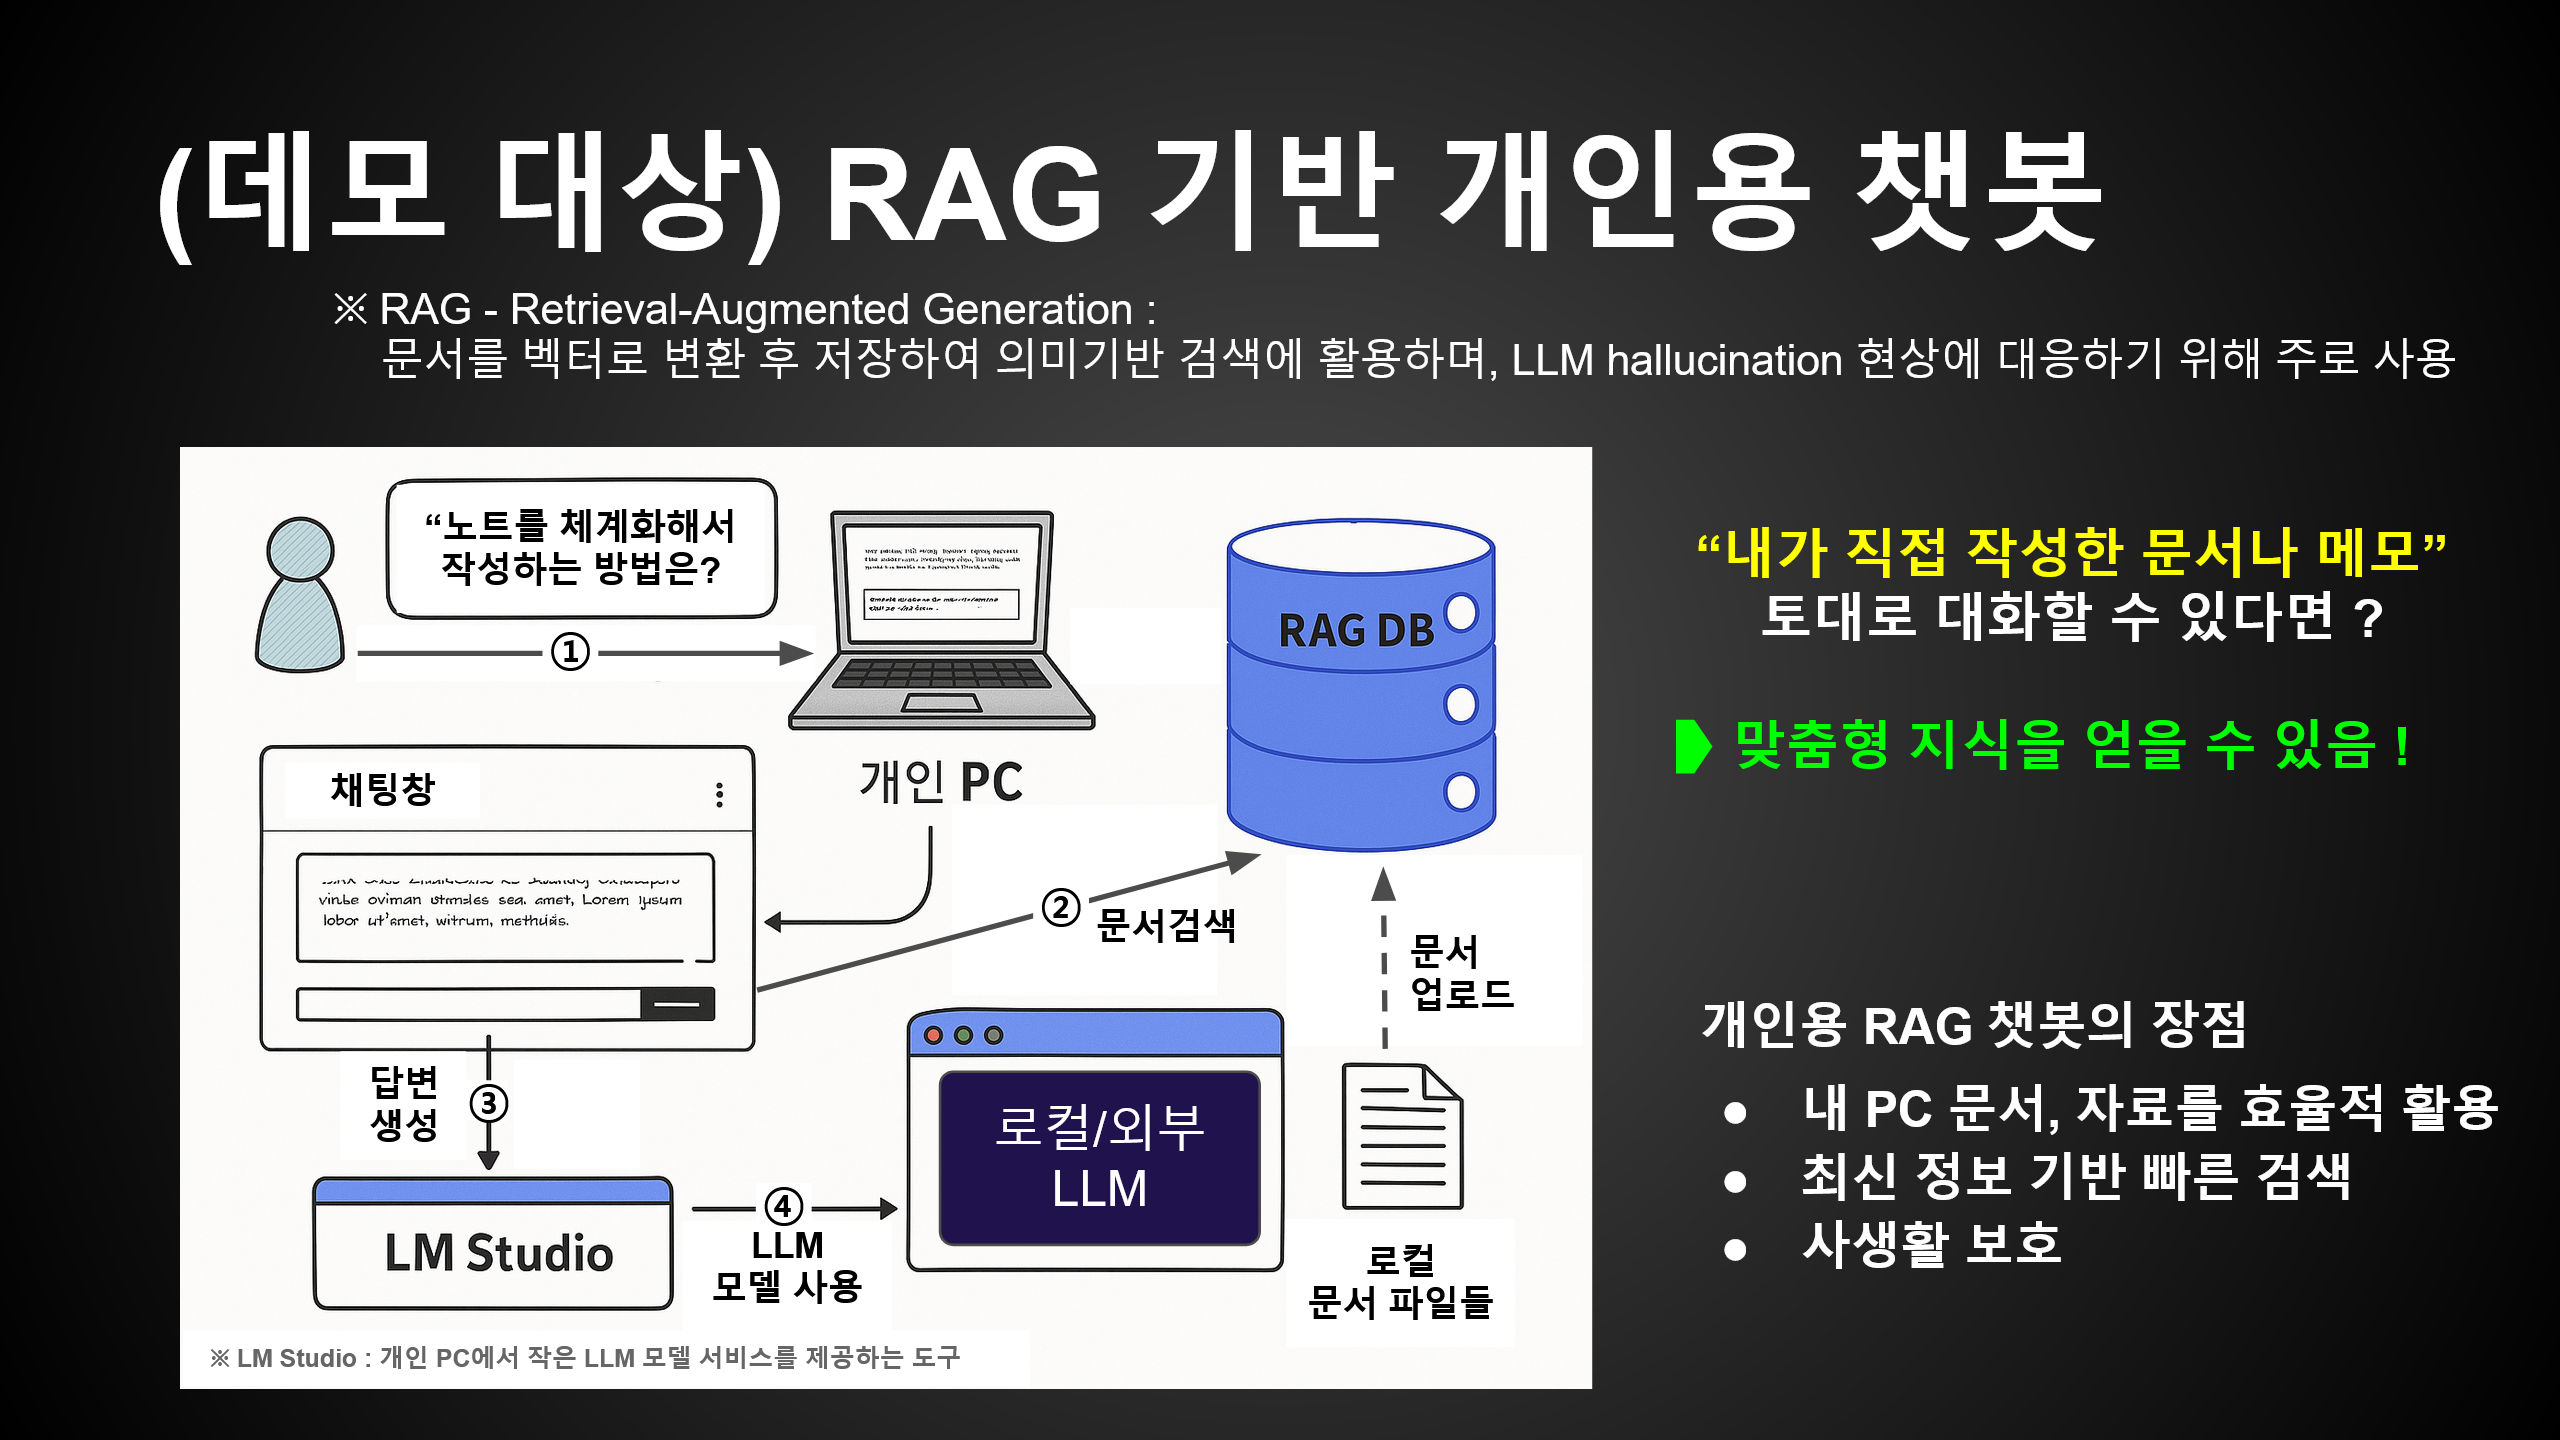 (데모 대상) RAG 기반 개인용 챗봇
※ RAG - Retrieval-Augmented Generation :
문서를 벡터로 변환 후 저장하여 의미기반 검색에 활용하며, LLM hallucination 현상에 대응하기 위해 주로 사용
“노트를 체계화해서
작성하는 방법은?
①
개인 PC
RAG DB
채팅창
vinbe oviman utmsles sea. amet, Lorem
lobor ut'amet, witrum,
②
문서검색
문서
업로드
답변
생성
③
LM Studio
④
LLM
모델 사용
로컬/외부
LLM
로컬
문서 파일들
※ LM Studio : 개인 PC에서 작은 LLM 모델 서비스를 제공하는 도구
“내가 직접 작성한 문서나 메모”
토대로 대화할 수 있다면 ?
맞춤형 지식을 얻을 수 있음 !
개인용 RAG 챗봇의 장점
● 내 PC 문서, 자료를 효율적 활용
● 최신 정보 기반 빠른 검색
● 사생활 보호